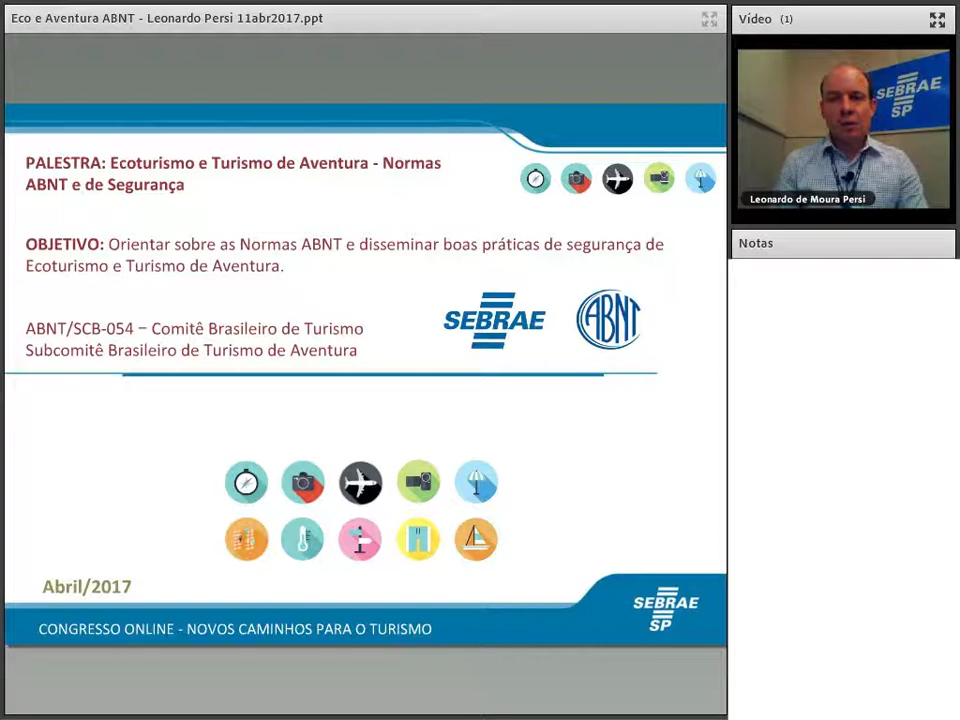 Eco e Aventura ABNT - Leonardo Persi 11abr2017.ppt
PALESTRA: Ecoturismo e Turismo de Aventura - Normas
ABNT e de Segurança
OBJETIVO: Orientar sobre as Normas ABNT e disseminar boas práticas de segurança de
Ecoturismo e Turismo de Aventura.
SEBRAE
ABNT
ABNT/SCB-054 – Comitê Brasileiro de Turismo
Subcomitê Brasileiro de Turismo de Aventura
Abril/2017
SEBRAE
SP
CONGRESSO ONLINE - NOVOS CAMINHOS PARA O TURISMO
Vídeo (1)
SEBRAE
SP
Leonardo de Moura Persi
Notas